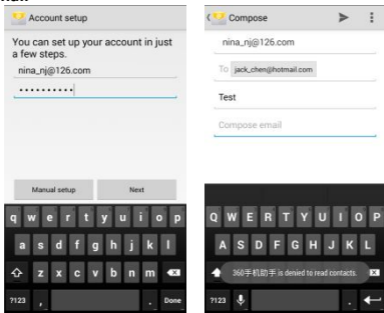 Account setup
You can set up your account in just
a few steps.
nina_nj@126.com
••••••••••
Manual setup
Next
q w e r t y u i o p
a s d f g h j k l
z x c v b n m
?123 , . Done
Compose
nina_nj@126.com
To jack_chen@hotmail.com
Test
Compose email
Q W E R T Y U I O P
A S D F G H J K L
360手机助手 is denied to read contacts.
?123 .